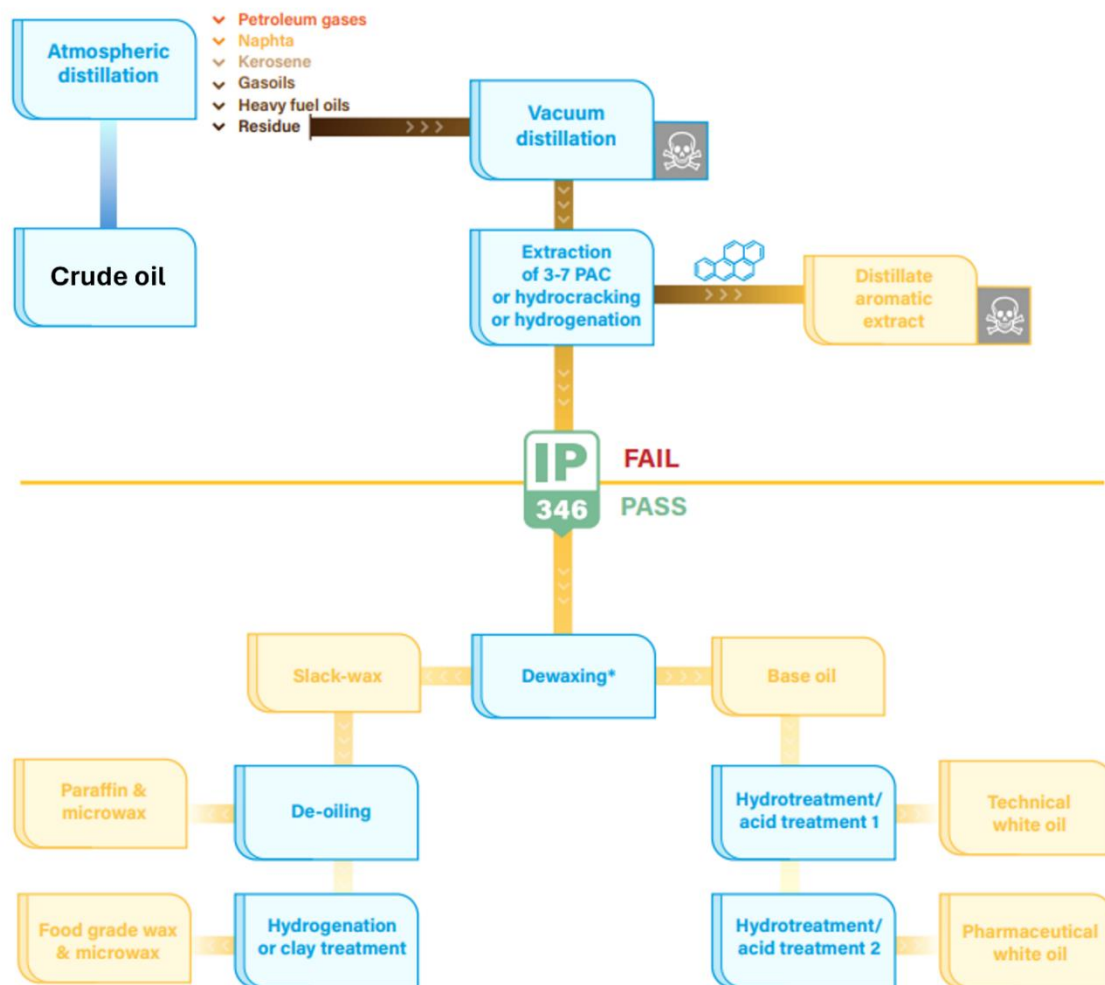 Atmospheric
distillation
Petroleum gases
Naphta
Kerosene
Gasoils
Heavy fuel oils
Residue
Vacuum
distillation
Crude oil
Extraction
of 3-7 PAC
or hydrocracking
or hydrogenation
Distillate
aromatic
extract
IP
346
FAIL
PASS
Slack-wax
Dewaxing*
Base oil
Paraffin &
microwax
De-oiling
Hydrotreatment/
acid treatment 1
Technical
white oil
Food grade wax
& microwax
Hydrogenation
or clay treatment
Hydrotreatment/
acid treatment 2
Pharmaceutical
white oil